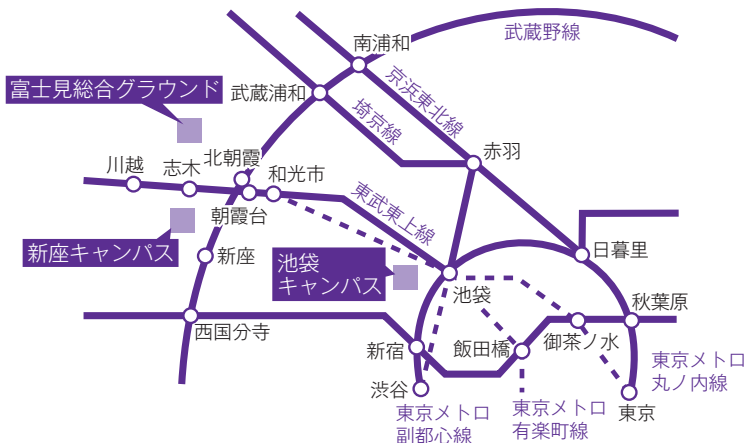 南浦和
武蔵野線
富士見総合グラウンド
武蔵浦和
京浜東北線
埼京線
赤羽
川越
志木
北朝霞
和光市
朝霞台
東武東上線
新座キャンパス
新座
池袋
キャンパス
池袋
日暮里
秋葉原
西国分寺
新宿
飯田橋
御茶ノ水
渋谷
東京メトロ
副都心線
東京メトロ
有楽町線
東京メトロ
丸ノ内線
東京